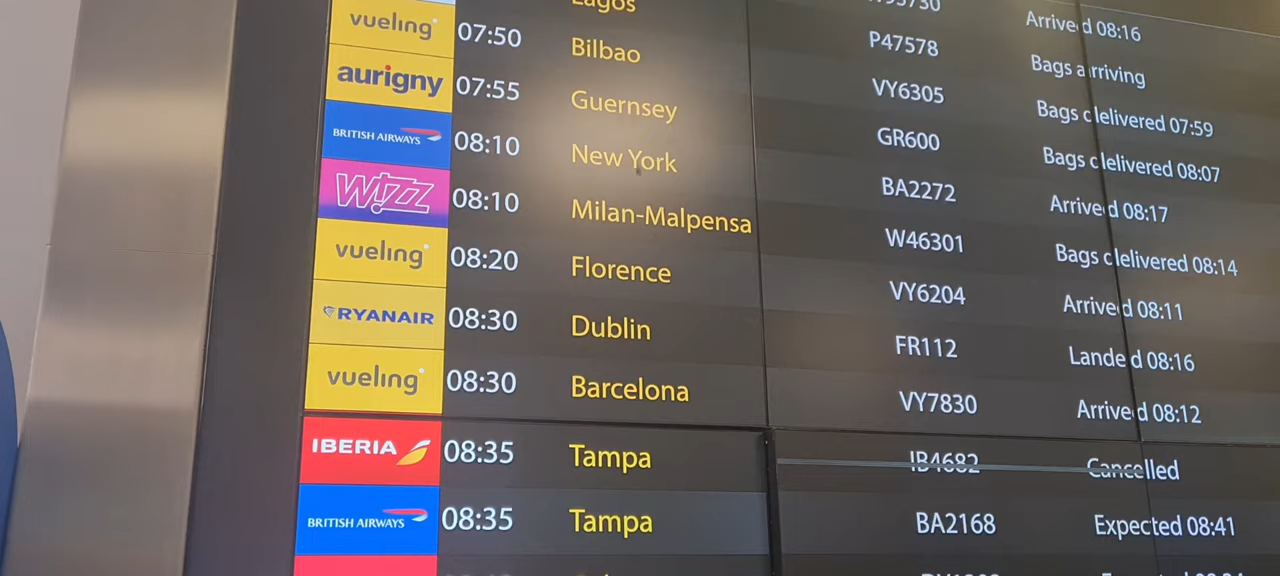 Arrived 08:16
Lagos P47578 Bags arriving
vueling 07:50 Bilbao VY6305 Bags delivered 07:59
aurigny 07:55 Guernsey GR600 Bags delivered 08:07
BRITISH AIRWAYS 08:10 New York BA2272 Arrived 08:17
WIZZ 08:10 Milan-Malpensa W46301 Bags delivered 08:14
vueling 08:20 Florence VY6204 Arrived 08:11
RYANAIR 08:30 Dublin FR112 Landed 08:16
vueling 08:30 Barcelona VY7830 Arrived 08:12
IBERIA 08:35 Tampa IB4682 Cancelled
BRITISH AIRWAYS 08:35 Tampa BA2168 Expected 08:41